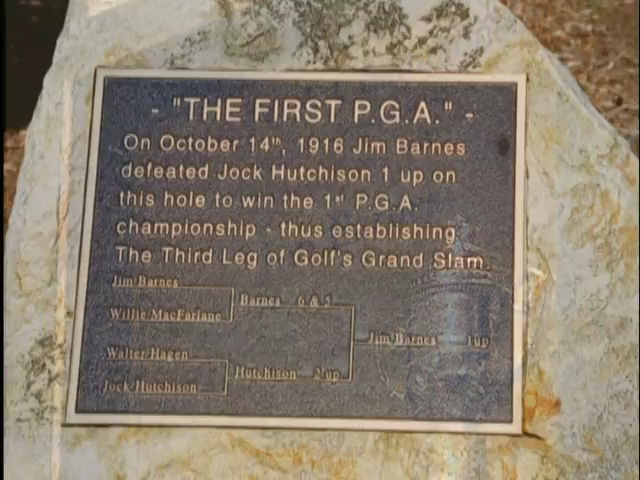 - "THE FIRST P.G.A." -
On October 14th, 1916 Jim Barnes
defeated Jock Hutchison 1 up on
this hole to win the 1st P.G.A.
championship - thus establishing
The Third Leg of Golf's Grand Slam.
Jim Barnes
Barnes 6 & 5
Willie MacFarlane
Jim Barnes 1up
Walter Hagen
Hutchison 2 up
Jock Hutchison